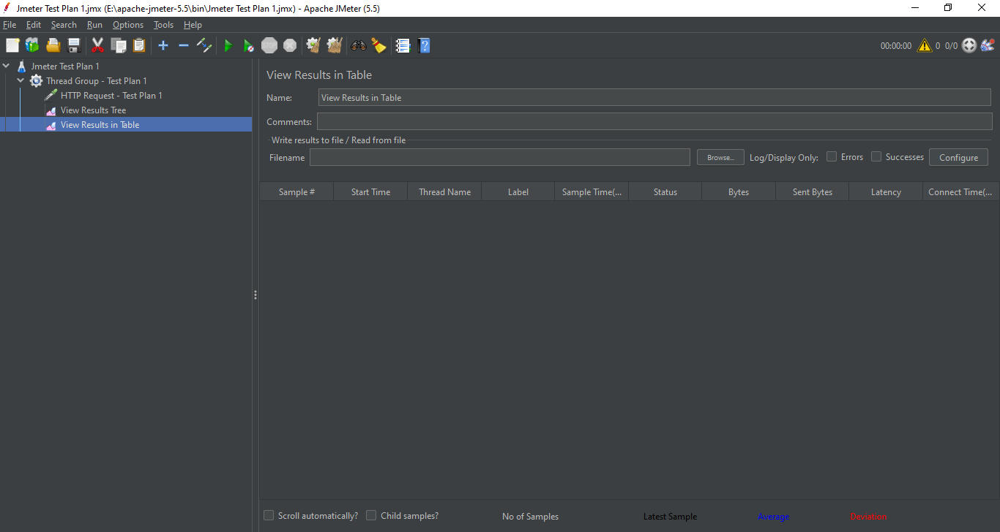 Jmeter Test Plan 1.jmx (E:\apache-jmeter-5.5\bin\Jmeter Test Plan 1.jmx) - Apache JMeter (5.5)
File Edit Search Run Options Tools Help
STOP 00:00:00 0 0/0
Jmeter Test Plan 1
Thread Group - Test Plan 1
HTTP Request - Test Plan 1
View Results Tree
View Results in Table
View Results in Table
Name: View Results in Table
Comments:
Write results to file / Read from file
Filename Browse... Log/Display Only: Errors Successes Configure
Sample # Start Time Thread Name Label Sample Time(... Status Bytes Sent Bytes Latency Connect Time(...
Scroll automatically? Child samples? No of Samples Latest Sample Average Deviation